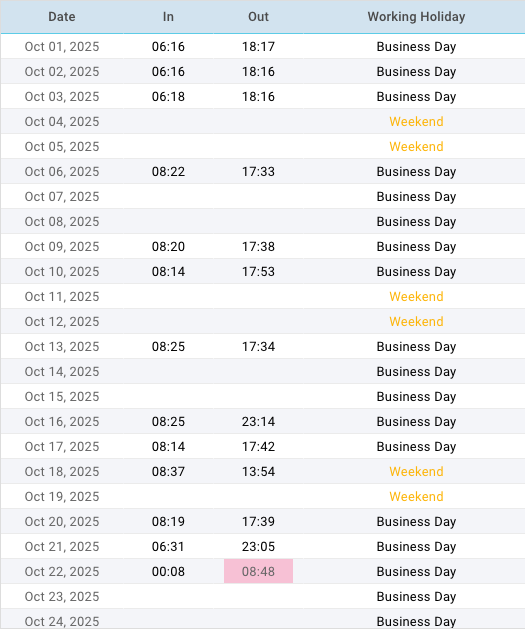 Date In Out Working Holiday
Oct 01, 2025 06:16 18:17 Business Day
Oct 02, 2025 06:16 18:16 Business Day
Oct 03, 2025 06:18 18:16 Business Day
Oct 04, 2025 Weekend
Oct 05, 2025 Weekend
Oct 06, 2025 08:22 17:33 Business Day
Oct 07, 2025 Business Day
Oct 08, 2025 Business Day
Oct 09, 2025 08:20 17:38 Business Day
Oct 10, 2025 08:14 17:53 Business Day
Oct 11, 2025 Weekend
Oct 12, 2025 Weekend
Oct 13, 2025 08:25 17:34 Business Day
Oct 14, 2025 Business Day
Oct 15, 2025 Business Day
Oct 16, 2025 08:25 23:14 Business Day
Oct 17, 2025 08:14 17:42 Business Day
Oct 18, 2025 08:37 13:54 Weekend
Oct 19, 2025 Weekend
Oct 20, 2025 08:19 17:39 Business Day
Oct 21, 2025 06:31 23:05 Business Day
Oct 22, 2025 00:08 08:48 Business Day
Oct 23, 2025 Business Day
Oct 24, 2025 Business Day